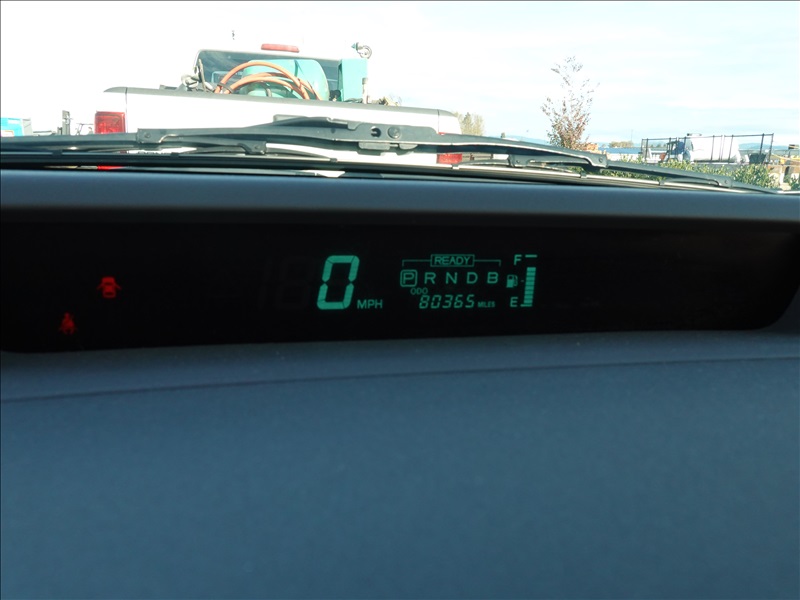 READY
0 MPH
P R N D B
F
ODO
80365 MILES
E